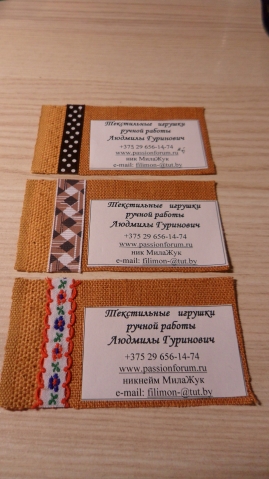 Текстильные игрушки
ручной работы
Людмилы Гуринович
+375 29 656-14-74
www.passionforum.ru
ник МилаЖук
e-mail: filimon-@tut.by
Текстильные игрушки
ручной работы
Людмилы Гуринович
+375 29 656-14-74
www.passionforum.ru
ник МилаЖук
e-mail: filimon-@tut.by
Текстильные игрушки
ручной работы
Людмилы Гуринович
+375 29 656-14-74
www.passionforum.ru
никнейм МилаЖук
e-mail: filimon-@tut.by